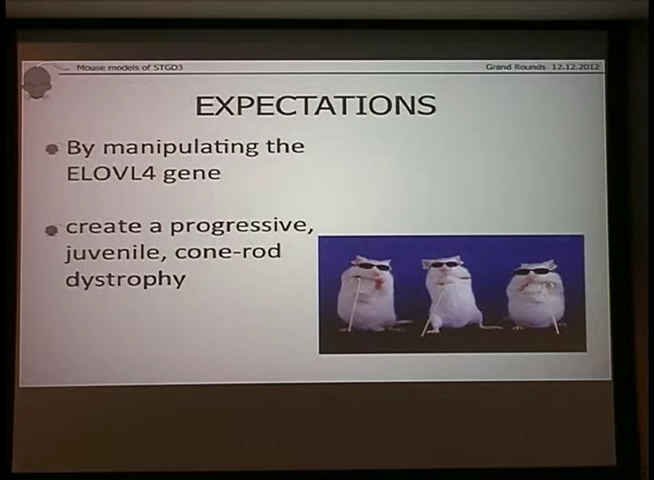 Mouse models of STGD3
Grand Rounds 12.12.2012
EXPECTATIONS
By manipulating the
ELOVL4 gene
create a progressive,
juvenile, cone-rod
dystrophy